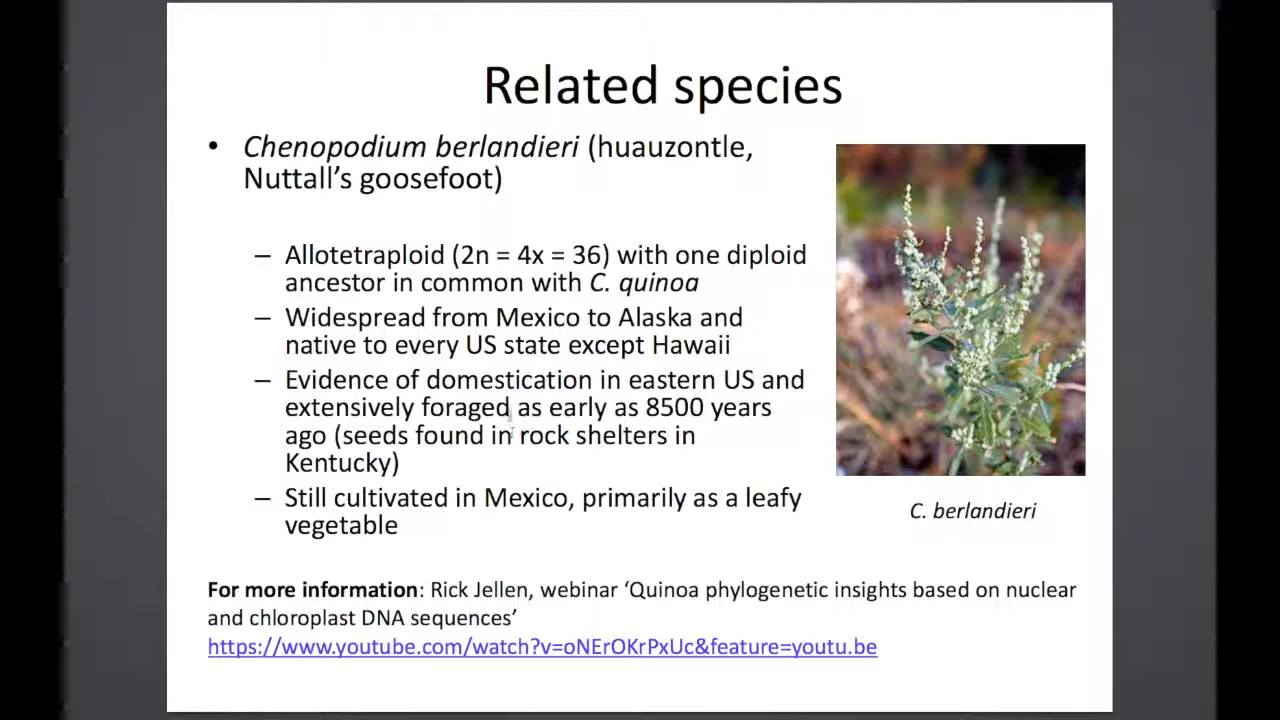 Related species
• Chenopodium berlandieri (huauzontle,
Nuttall's goosefoot)
– Allotetraploid (2n = 4x = 36) with one diploid
ancestor in common with C. quinoa
– Widespread from Mexico to Alaska and
native to every US state except Hawaii
– Evidence of domestication in eastern US and
extensively foraged as early as 8500 years
ago (seeds found in rock shelters in
Kentucky)
– Still cultivated in Mexico, primarily as a leafy
vegetable
C. berlandieri
For more information: Rick Jellen, webinar ‘Quinoa phylogenetic insights based on nuclear
and chloroplast DNA sequences’
https://www.youtube.com/watch?v=oNErOKrPxUc&feature=youtu.be